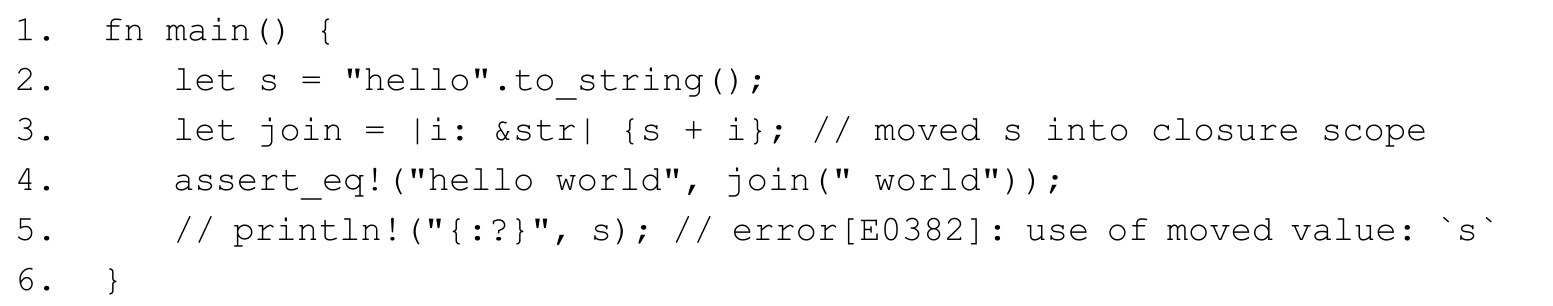 1. fn main() {
2. let s = "hello".to_string();
3. let join = |i: &str| {s + i}; // moved s into closure scope
4. assert_eq!("hello world", join(" world"));
5. // println!("{:?}", s); // error[E0382]: use of moved value: `s`
6. }